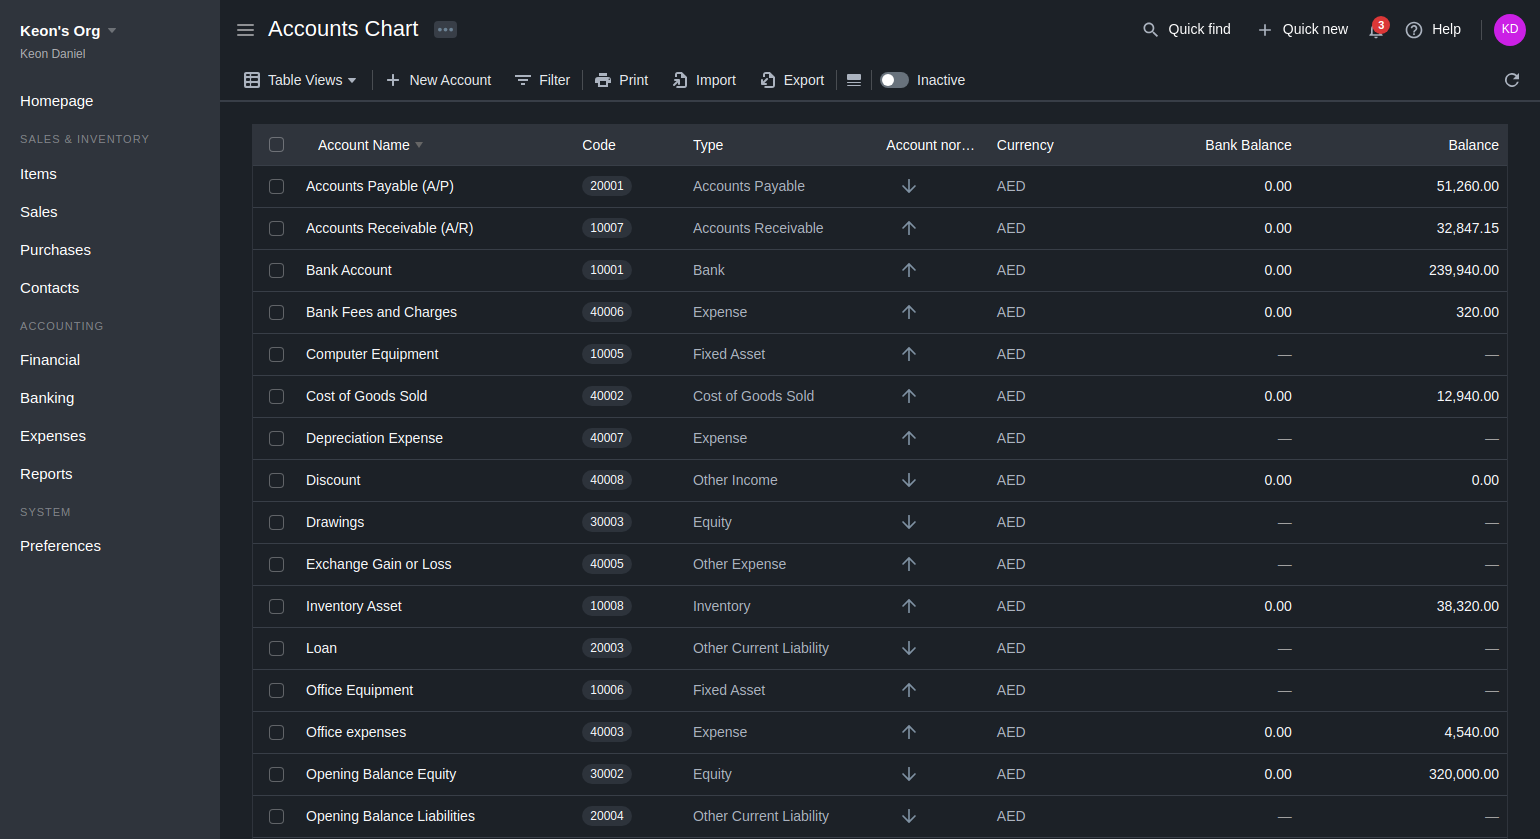 Keon's Org
Keon Daniel
Homepage
SALES & INVENTORY
Items
Sales
Purchases
Contacts
ACCOUNTING
Financial
Banking
Expenses
Reports
SYSTEM
Preferences
Accounts Chart Quick find Quick new 3 Help KD
Table Views New Account Filter Print Import Export Inactive
Account Name Code Type Account nor… Currency Bank Balance Balance
Accounts Payable (A/P) 20001 Accounts Payable AED 0.00 51,260.00
Accounts Receivable (A/R) 10007 Accounts Receivable AED 0.00 32,847.15
Bank Account 10001 Bank AED 0.00 239,940.00
Bank Fees and Charges 40006 Expense AED 0.00 320.00
Computer Equipment 10005 Fixed Asset AED — —
Cost of Goods Sold 40002 Cost of Goods Sold AED 0.00 12,940.00
Depreciation Expense 40007 Expense AED — —
Discount 40008 Other Income AED 0.00 0.00
Drawings 30003 Equity AED — —
Exchange Gain or Loss 40005 Other Expense AED — —
Inventory Asset 10008 Inventory AED 0.00 38,320.00
Loan 20003 Other Current Liability AED — —
Office Equipment 10006 Fixed Asset AED — —
Office expenses 40003 Expense AED 0.00 4,540.00
Opening Balance Equity 30002 Equity AED 0.00 320,000.00
Opening Balance Liabilities 20004 Other Current Liability AED — —